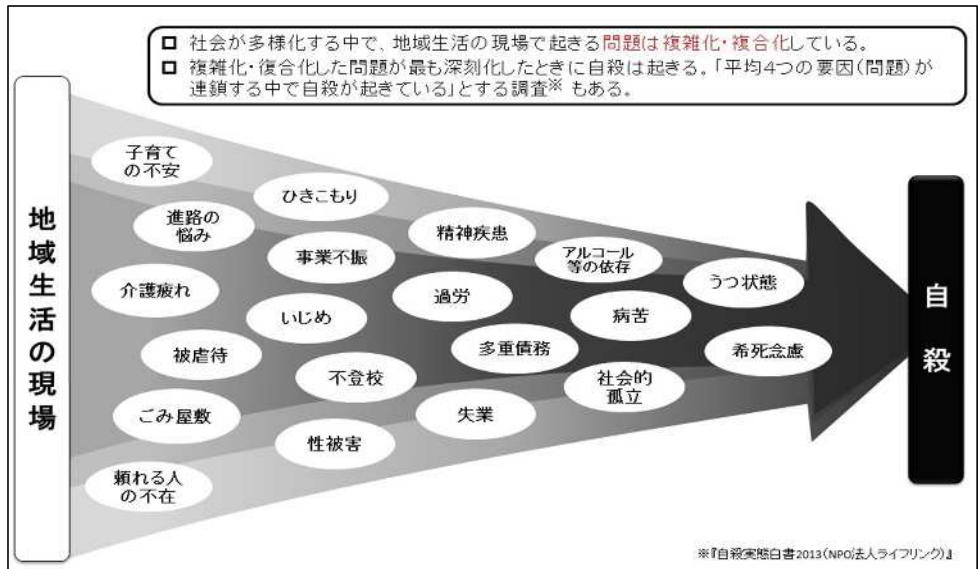 □ 社会が多様化する中で、地域生活の現場で起きる問題は複雑化・複合化している。
□ 複雑化・復合化した問題が最も深刻化したときに自殺は起きる。「平均4つの要因(問題)が
連鎖する中で自殺が起きている」とする調査※ もある。
地域生活の現場
子育て
の不安
進路の
悩み
介護疲れ
被虐待
ごみ屋敷
頼れる人
の不在
ひきこもり
事業不振
いじめ
不登校
性被害
精神疾患
過労
多重債務
失業
アルコール
等の依存
病苦
社会的
孤立
うつ状態
希死念慮
自殺
※『自殺実態白書2013(NPO法人ライフリンク)』